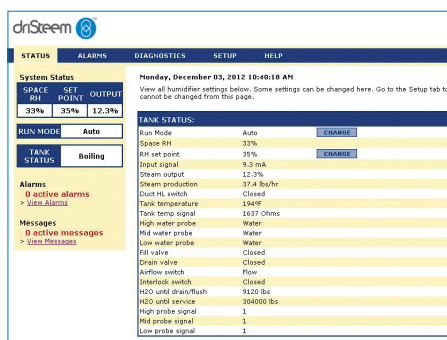 driSteem
STATUS ALARMS DIAGNOSTICS SETUP HELP
System Status
SPACE RH SET POINT OUTPUT
33% 35% 12.3%
RUN MODE Auto
TANK STATUS Boiling
Alarms
0 active alarms
> View Alarms
Messages
0 active messages
> View Messages
Monday, December 03, 2012 10:40:18 AM
View all humidifier settings below. Some settings can be changed here. Go to the Setup tab to
cannot be changed from this page.
TANK STATUS:
Run Mode Auto CHANGE
Space RH 33%
RH set point 35% CHANGE
Input signal 9.3 mA
Steam output 12.3%
Steam production 37.4 lbs/hr
Duct HL switch Closed
Tank temperature 194ºF
Tank temp signal 1637 Ohms
High water probe Water
Mid water probe Water
Low water probe Water
Fill valve Closed
Drain valve Closed
Airflow switch Flow
Interlock switch Closed
H2O until drain/flush 9120 lbs
H2O until service 304000 lbs
High probe signal 1
Mid probe signal 1
Low probe signal 1